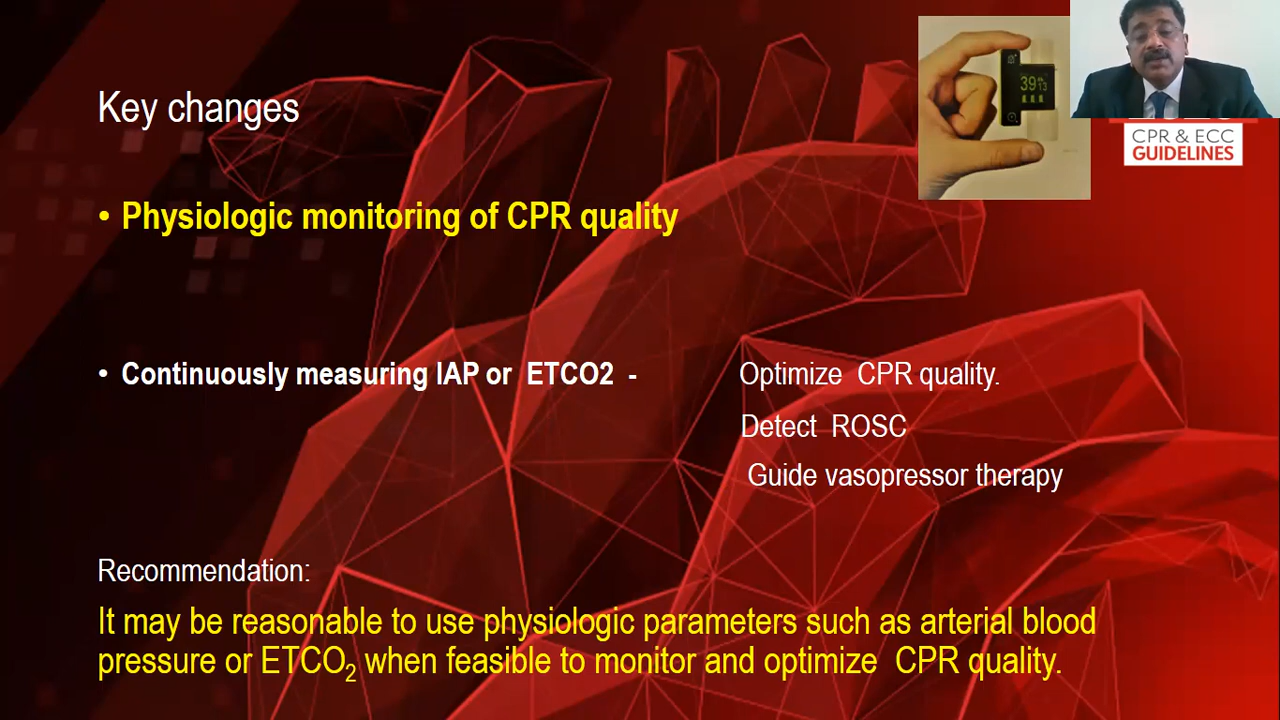 Key changes
39 13
CPR & ECC
GUIDELINES
• Physiologic monitoring of CPR quality
• Continuously measuring IAP or ETCO2 - Optimize CPR quality.
Detect ROSC
Guide vasopressor therapy
Recommendation:
It may be reasonable to use physiologic parameters such as arterial blood
pressure or ETCO₂ when feasible to monitor and optimize CPR quality.